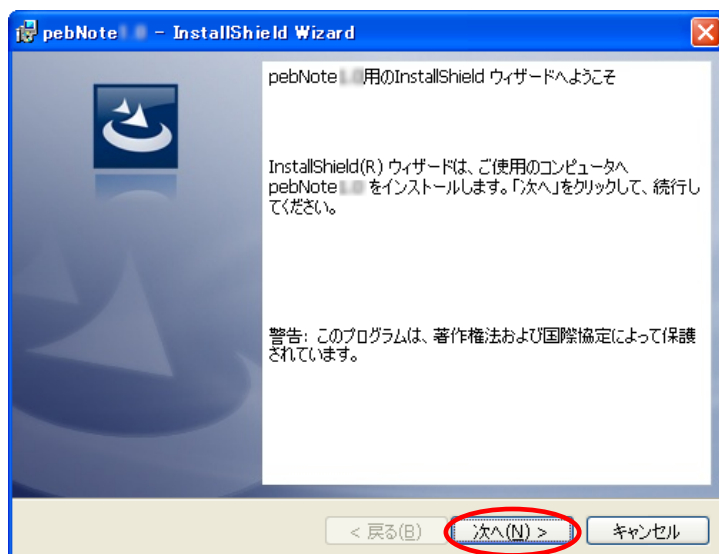 pebNote - InstallShield Wizard
pebNote 用のInstallShield ウィザードへようこそ
InstallShield(R) ウィザードは、ご使用のコンピュータへ
pebNote をインストールします。「次へ」をクリックして、続行し
てください。
警告: このプログラムは、著作権法および国際協定によって保護
されています。
< 戻る(B)
次へ(N) >
キャンセル